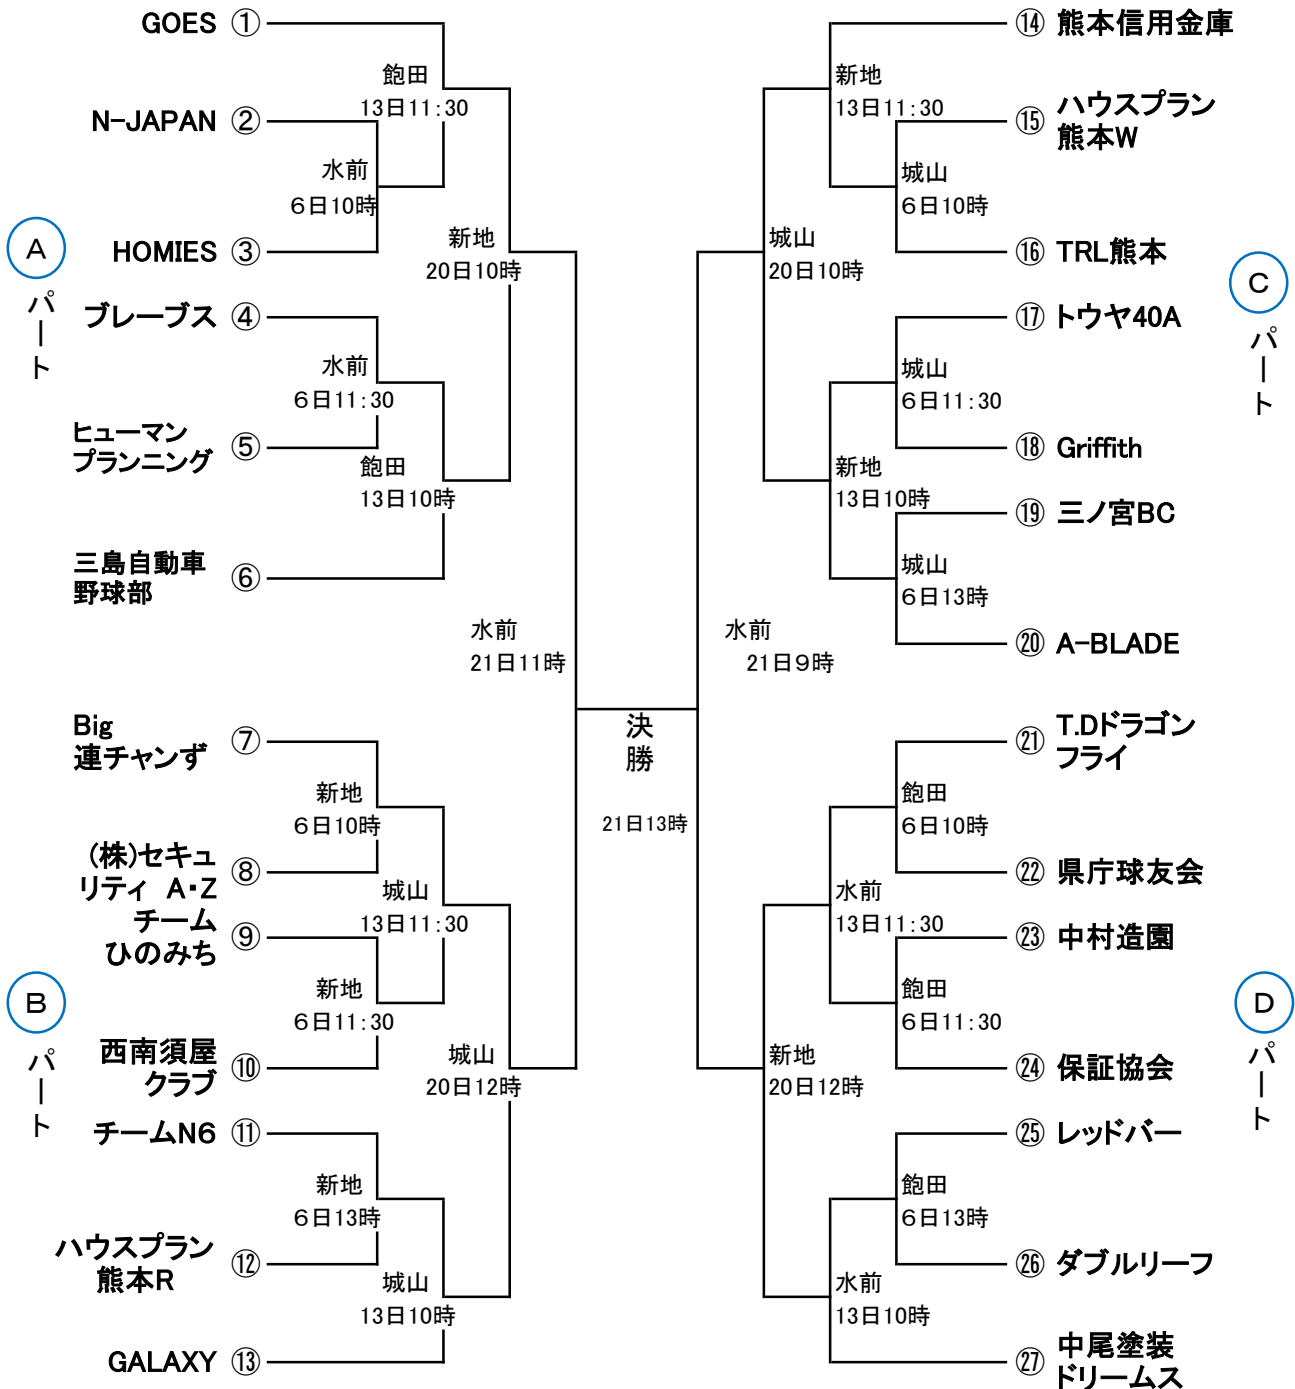 GOES ①
飽田
13日11:30
N-JAPAN ②
水前
6日10時
HOMIES ③
新地
20日10時
A
パート
ブレーブス ④
水前
6日11:30
ヒューマン
プランニング ⑤
飽田
13日10時
三島自動車
野球部 ⑥
水前
21日11時
Big
連チャンず ⑦
新地
6日10時
(株)セキュ
リティ A・Z ⑧
城山
13日11:30
チーム
ひのみち ⑨
新地
6日11:30
B
パート
西南須屋
クラブ ⑩
城山
20日12時
チームN6 ⑪
新地
6日13時
ハウスプラン
熊本R ⑫
城山
13日10時
GALAXY ⑬
決
勝
21日13時
⑭ 熊本信用金庫
新地
13日11:30
⑮ ハウスプラン
熊本W
城山
6日10時
⑯ TRL熊本
城山
20日10時
C
パート
⑰ トウヤ40A
城山
6日11:30
⑱ Griffith
新地
13日10時
⑲ 三ノ宮BC
城山
6日13時
⑳ A-BLADE
水前
21日9時
㉑ T.Dドラゴン
フライ
飽田
6日10時
㉒ 県庁球友会
水前
13日11:30
㉓ 中村造園
飽田
6日11:30
D
パート
㉔ 保証協会
新地
20日12時
㉕ レッドバー
飽田
6日13時
㉖ ダブルリーフ
水前
13日10時
㉗ 中尾塗装
ドリームス